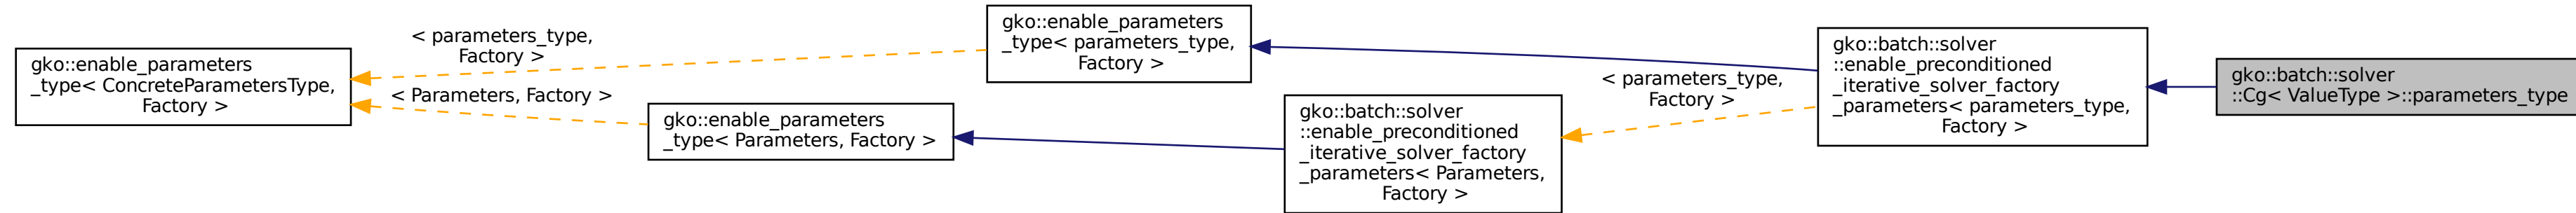 gko::enable_parameters
_type< ConcreteParametersType,
Factory >
< parameters_type,
Factory >
< Parameters, Factory >
gko::enable_parameters
_type< Parameters, Factory >
gko::enable_parameters
_type< parameters_type,
Factory >
gko::batch::solver
::enable_preconditioned
_iterative_solver_factory
_parameters< Parameters,
Factory >
< parameters_type,
Factory >
gko::batch::solver
::enable_preconditioned
_iterative_solver_factory
_parameters< parameters_type,
Factory >
gko::batch::solver
::Cg< ValueType >::parameters_type